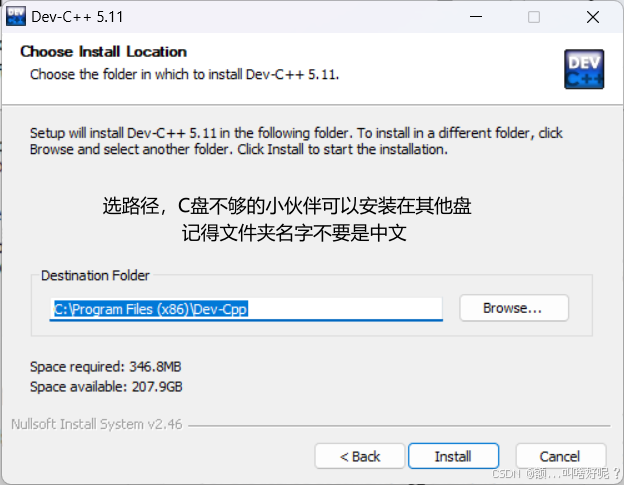 Dev-C++ 5.11
Choose Install Location
Choose the folder in which to install Dev-C++ 5.11.
DEV
C++
Setup will install Dev-C++ 5.11 in the following folder. To install in a different folder, click
Browse and select another folder. Click Install to start the installation.
选路径，C盘不够的小伙伴可以安装在其他盘
记得文件夹名字不要是中文
Destination Folder
C:\Program Files (x86)\Dev-Cpp
Browse...
Space required: 346.8MB
Space available: 207.9GB
Nullsoft Install System v2.46
< Back
Install
Cancel
CSDN @额...叫啥好呢？